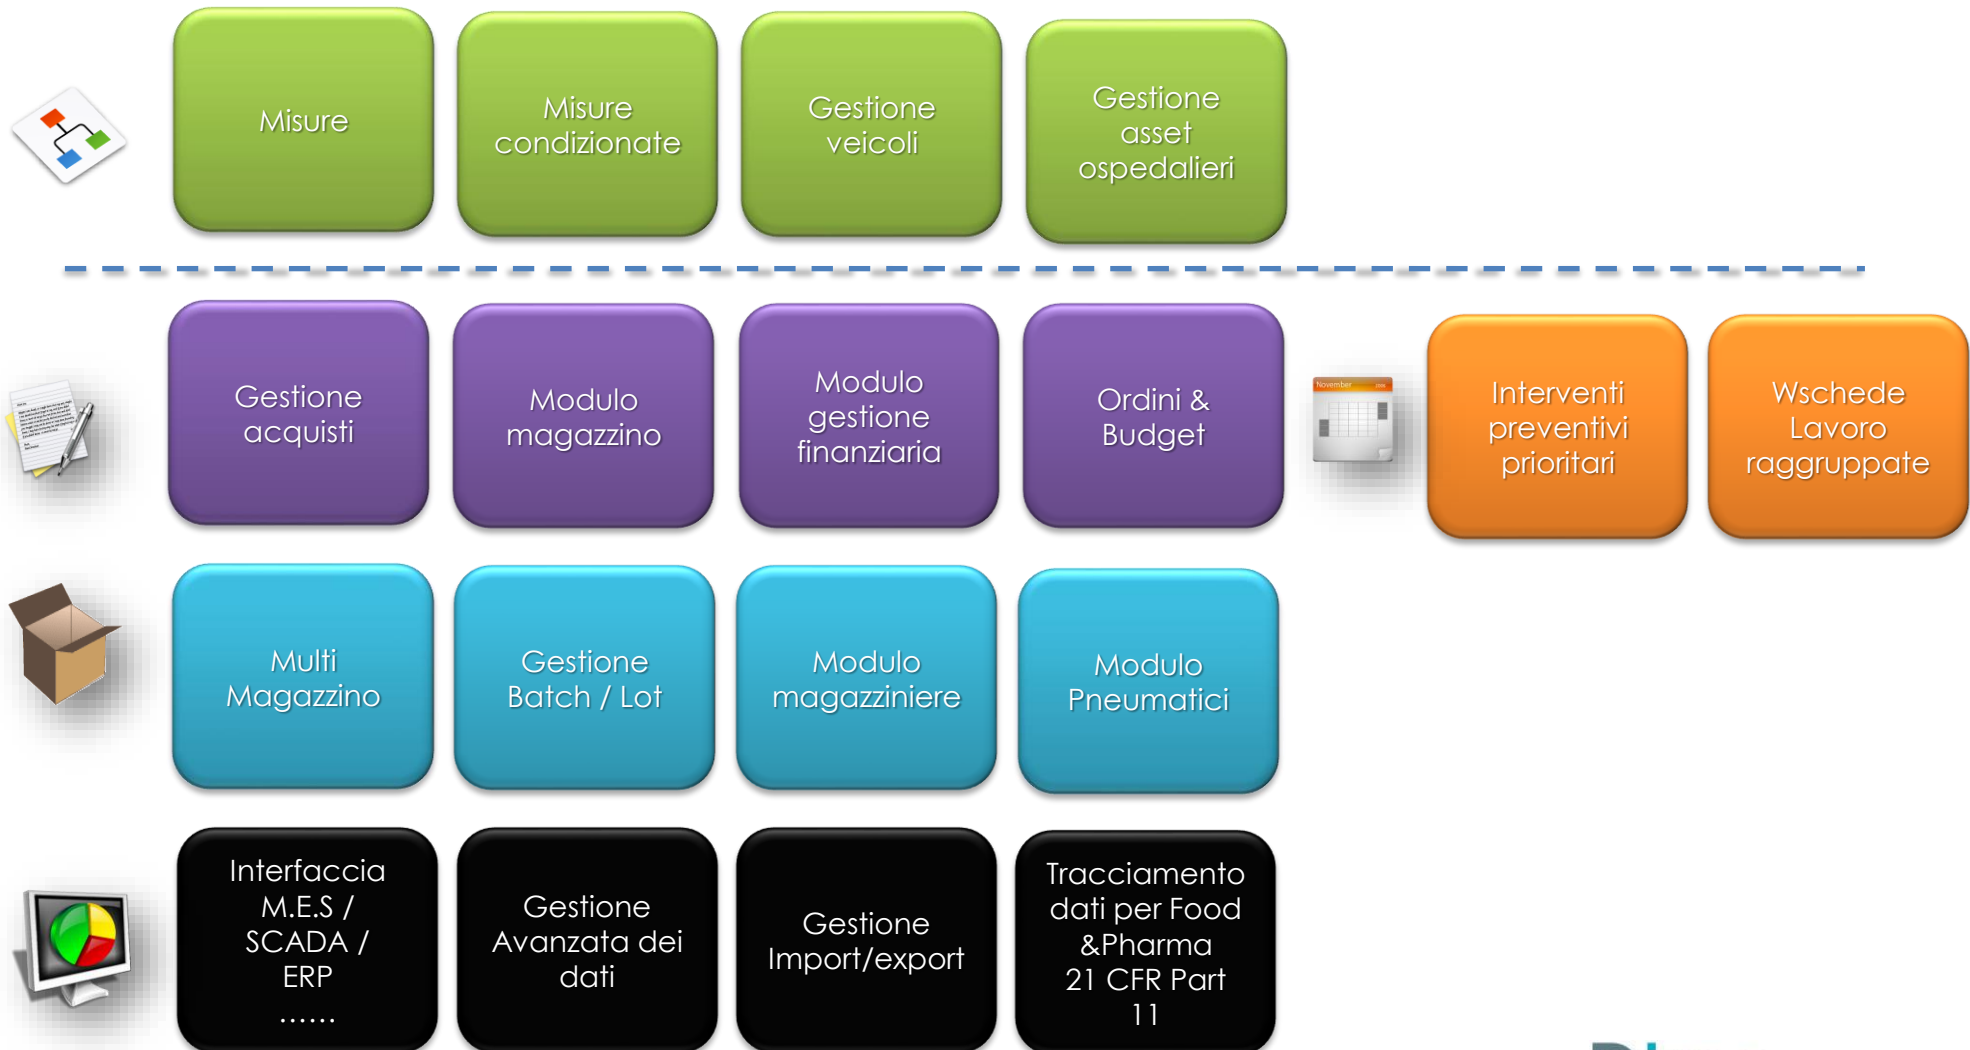 Misure
Misure
condizionate
Gestione
veicoli
Gestione
asset
ospedalieri
Gestione
acquisti
Modulo
magazzino
Modulo
gestione
finanziaria
Ordini &
Budget
November
Interventi
preventivi
prioritari
Wschede
Lavoro
raggruppate
Multi
Magazzino
Gestione
Batch / Lot
Modulo
magazziniere
Modulo
Pneumatici
Interfaccia
M.E.S /
SCADA /
ERP
......
Gestione
Avanzata dei
dati
Gestione
Import/export
Tracciamento
dati per Food
&Pharma
21 CFR Part
11